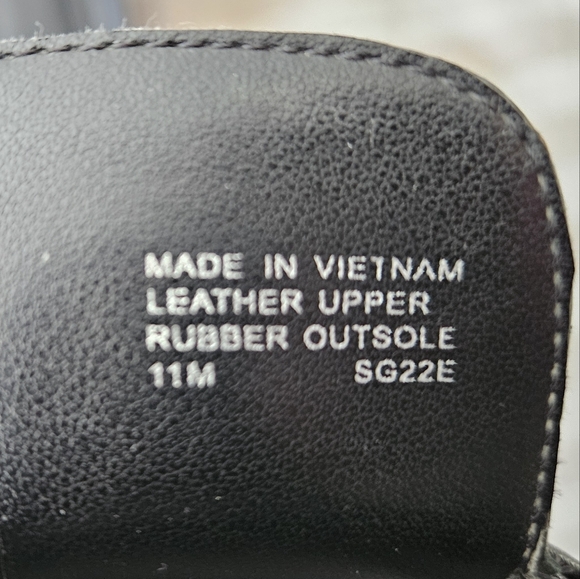 MADE IN VIETNAM
LEATHER UPPER
RUBBER OUTSOLE
11M SG22E